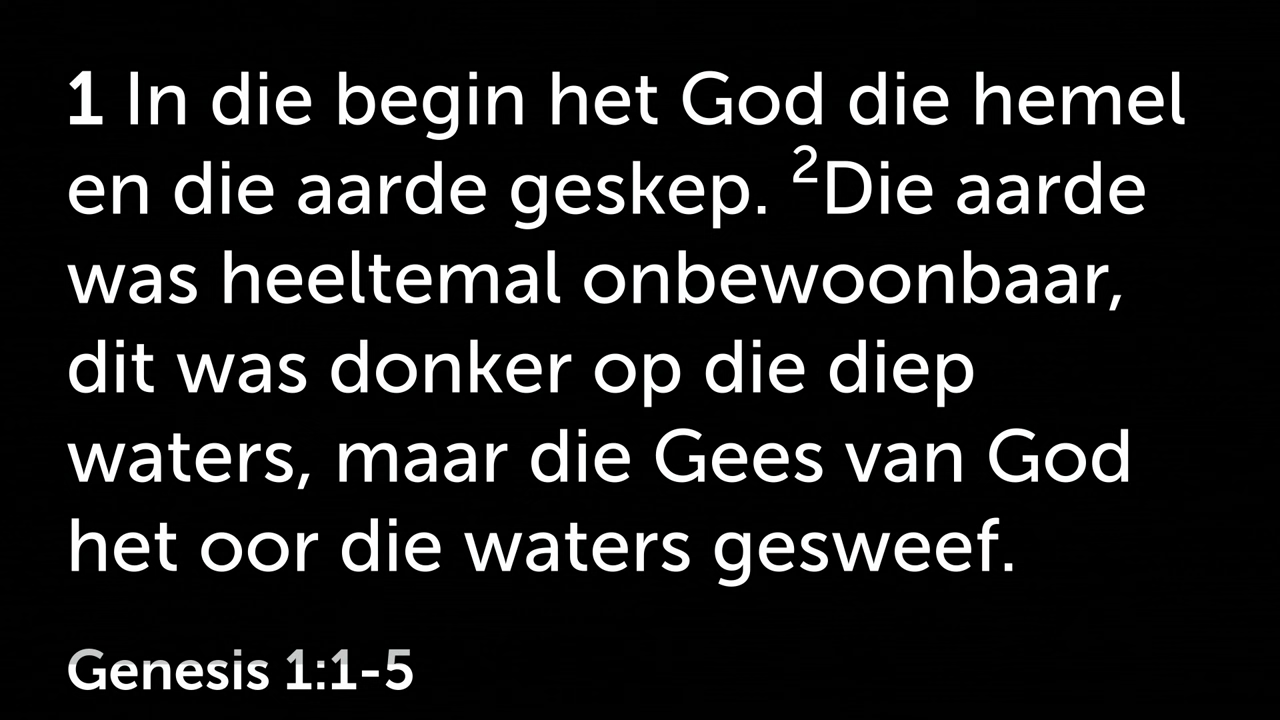 1 In die begin het God die hemel
en die aarde geskep. ²Die aarde
was heeltemal onbewoonbaar,
dit was donker op die diep
waters, maar die Gees van God
het oor die waters gesweef.
Genesis 1:1-5